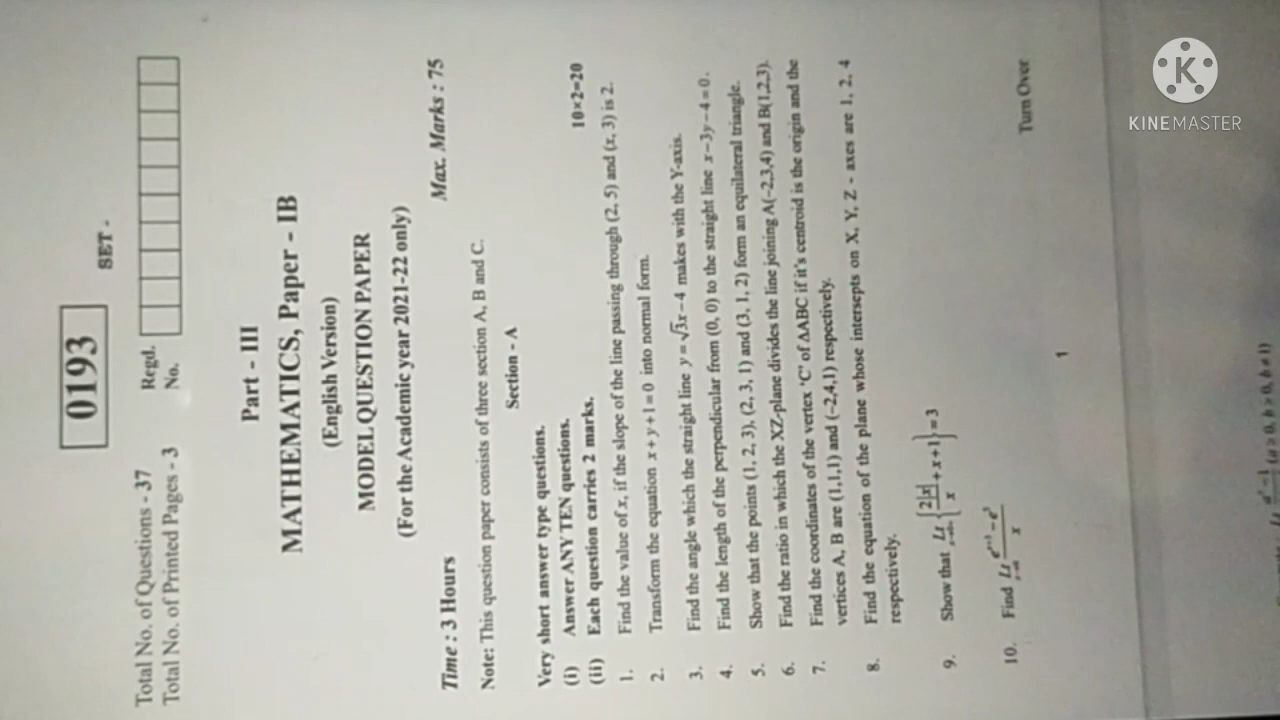 0193
Total No. of Questions - 37
Total No. of Printed Pages - 3
Regd.
No.
SET -
Part - III
MATHEMATICS, Paper - IB
(English Version)
MODEL QUESTION PAPER
(For the Academic year 2021-22 only)
Time : 3 Hours Max. Marks : 75
Note: This question paper consists of three section A, B and C.
Section - A
Very short answer type questions.
(i) Answer ANY TEN questions. 10×2=20
(ii) Each question carries 2 marks.
1. Find the value of x, if the slope of the line passing through (2, 5) and (x, 3) is 2.
2. Transform the equation x+y+1=0 into normal form.
3. Find the angle which the straight line y=√3x-4 makes with the Y-axis.
4. Find the length of the perpendicular from (0, 0) to the straight line x-3y-4=0.
5. Show that the points (1, 2, 3), (2, 3, 1) and (3, 1, 2) form an equilateral triangle.
6. Find the ratio in which the XZ-plane divides the line joining A(-2,3,4) and B(1,2,3).
7. Find the coordinates of the vertex 'C' of ΔABC if it's centroid is the origin and the
vertices A, B are (1,1,1) and (-2,4,1) respectively.
8. Find the equation of the plane whose intersepts on X, Y, Z - axes are 1, 2, 4
respectively.
9. Show that Lt {2|x|/x +x+1}=3
10. Find Lt
Turn Over
1
KINEMASTER